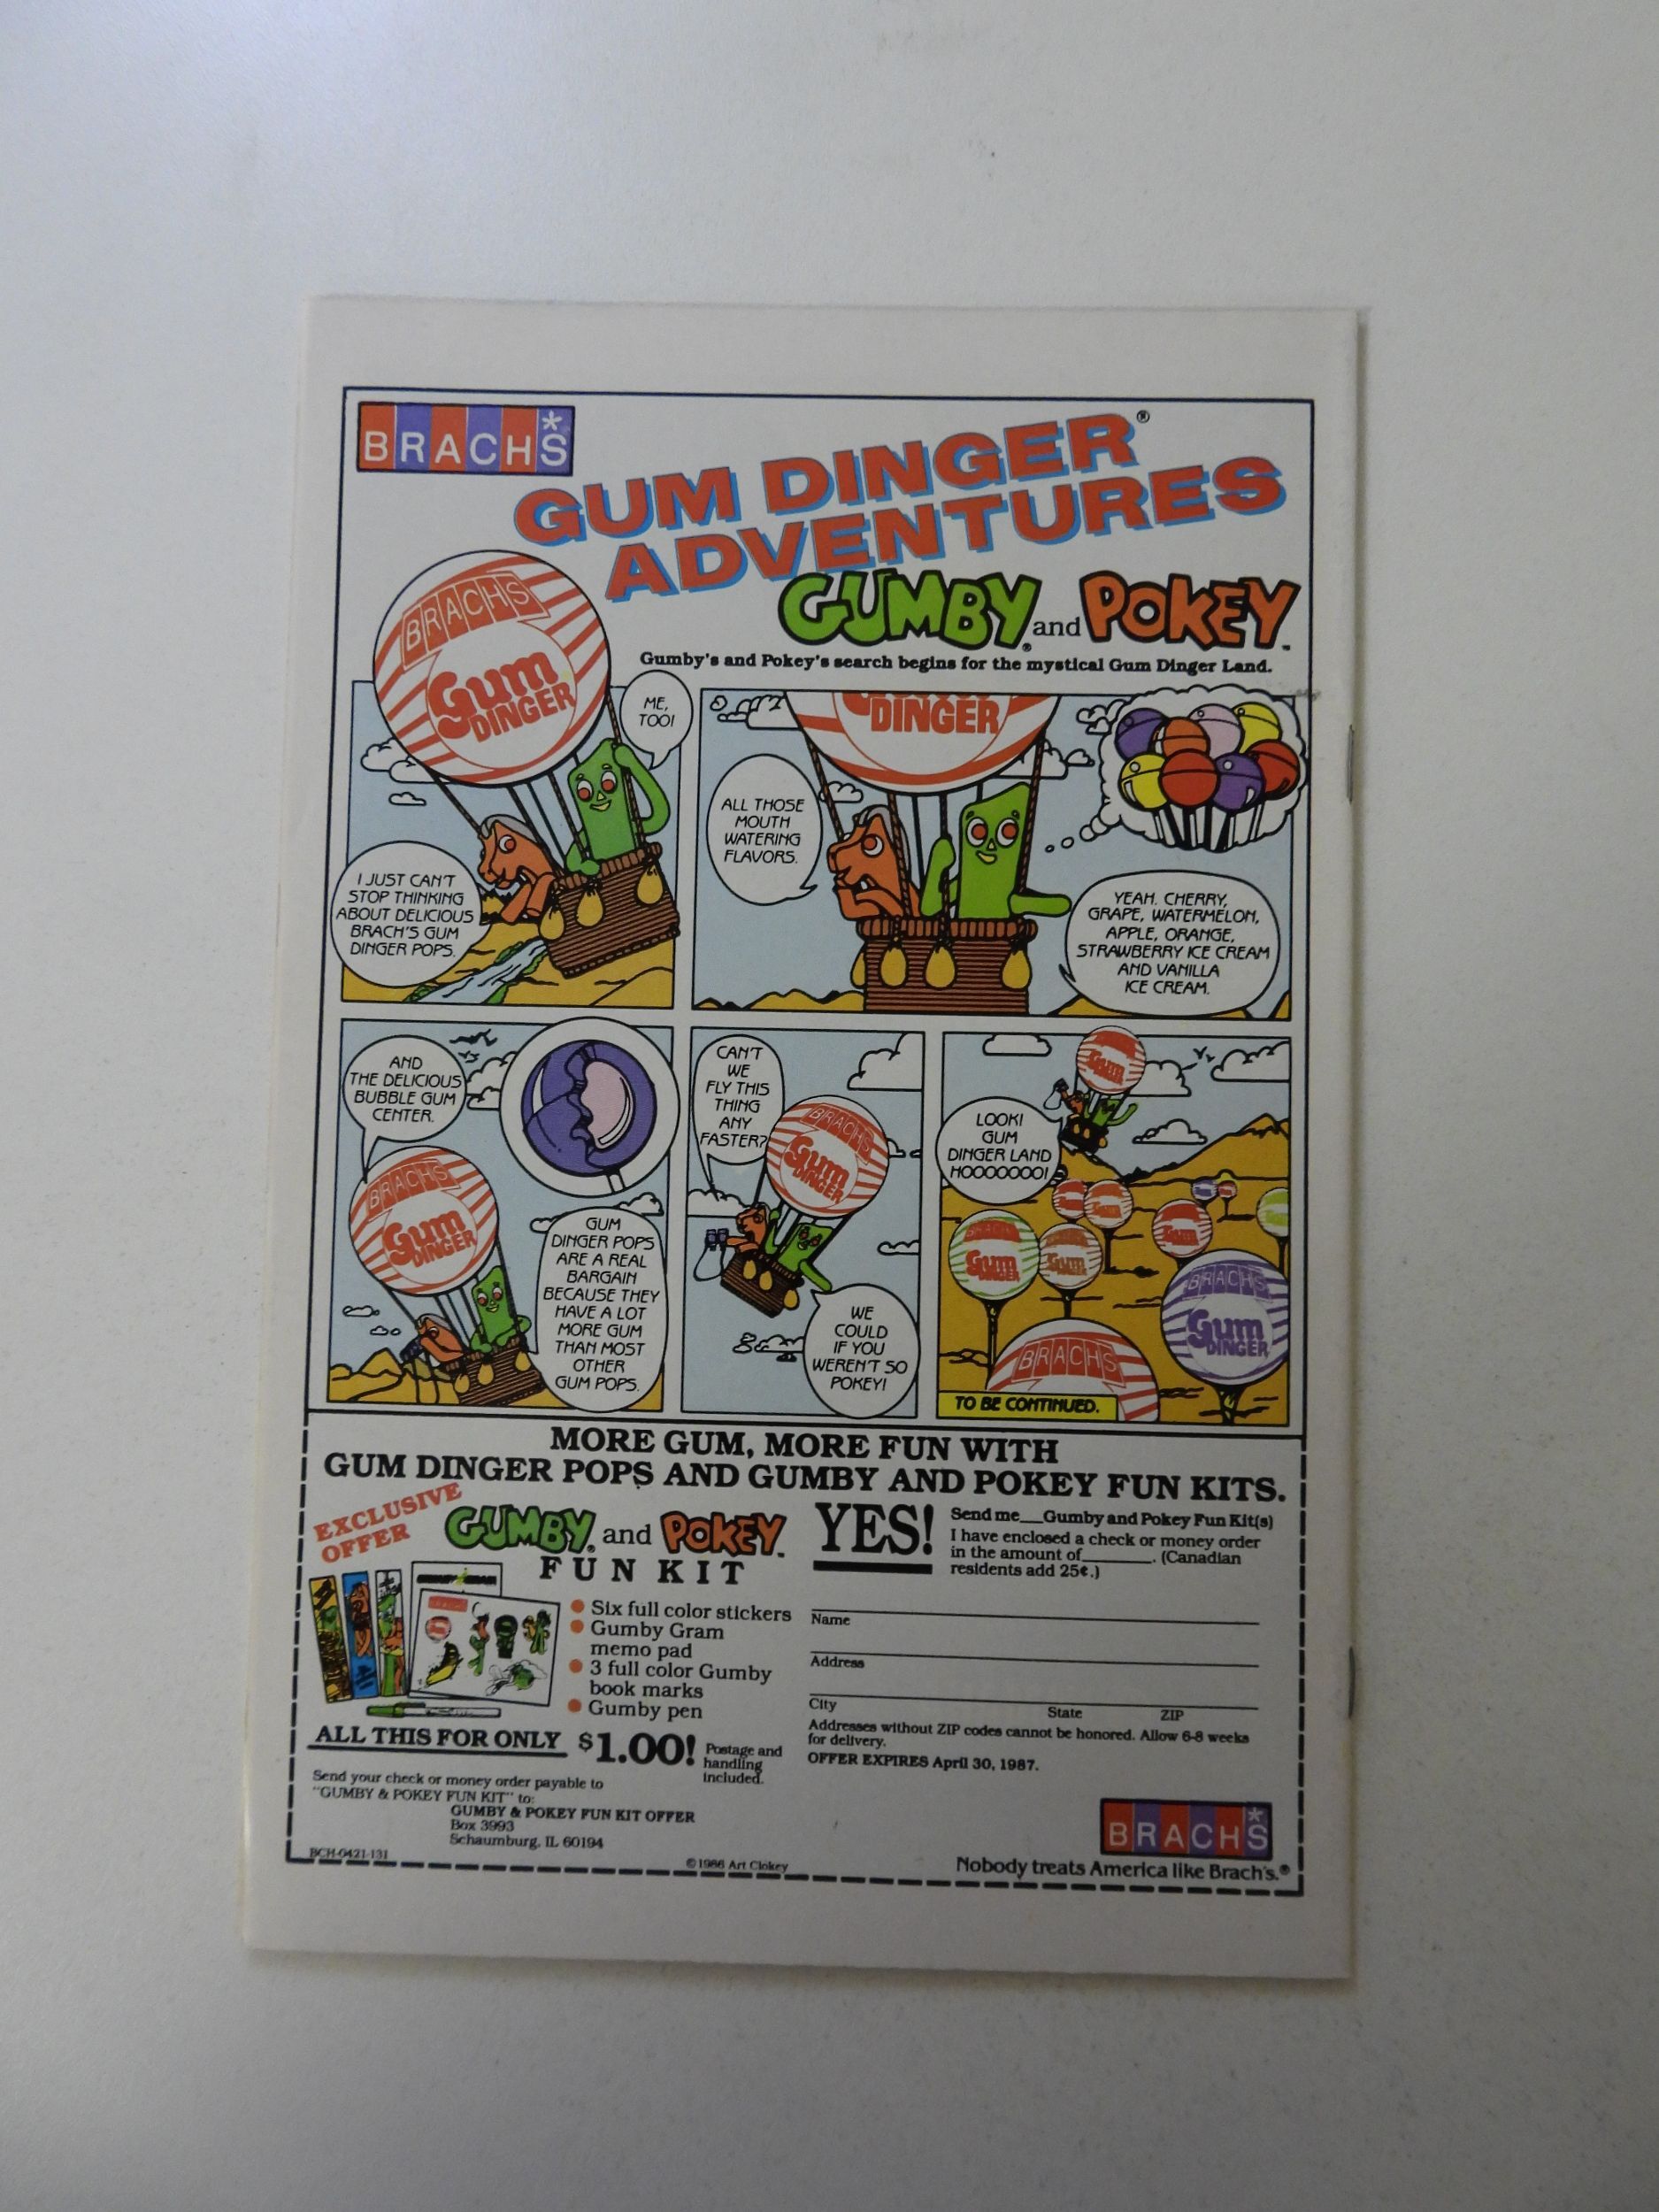 BRACH'S
GUM DINGER®
ADVENTURES
GUMBY® and POKEY™
Gumby's and Pokey's search begins for the mystical Gum Dinger Land.
BRACHS
Gum
DINGER
ME,
TOO!
I JUST CAN'T
STOP THINKING
ABOUT DELICIOUS
BRACH'S GUM
DINGER POPS.
DINGER
ALL THOSE
MOUTH
WATERING
FLAVORS.
YEAH. CHERRY,
GRAPE, WATERMELON,
APPLE, ORANGE,
STRAWBERRY ICE CREAM
AND VANILLA
ICE CREAM.
AND
THE DELICIOUS
BUBBLE GUM
CENTER.
BRACHS
Gum
DINGER
GUM
DINGER POPS
ARE A REAL
BARGAIN
BECAUSE THEY
HAVE A LOT
MORE GUM
THAN MOST
OTHER
GUM POPS.
CAN'T
WE
FLY THIS
THING
ANY
FASTER?
BRACHS
Gum
DINGER
WE
COULD
IF YOU
WEREN'T SO
POKEY!
LOOK!
GUM
DINGER LAND
HOOOOOOO!
Gum
DINGER
Gum
BRACHS
Gum
DINGER
BRACHS
TO BE CONTINUED.
MORE GUM, MORE FUN WITH
GUM DINGER POPS AND GUMBY AND POKEY FUN KITS.
EXCLUSIVE
OFFER
GUMBY® and POKEY™
FUN KIT
Six full color stickers
Gumby Gram
memo pad
3 full color Gumby
book marks
Gumby pen
ALL THIS FOR ONLY $1.00!
Postage and
handling
included.
Send your check or money order payable to
"GUMBY & POKEY FUN KIT" to:
GUMBY & POKEY FUN KIT OFFER
Box 3993
Schaumburg, IL 60194
BCH-0421-131
©1986 Art Clokey
YES!
Send me___Gumby and Pokey Fun Kit(s)
I have enclosed a check or money order
in the amount of________. (Canadian
residents add 25¢.)
Name
Address
City State ZIP
Addresses without ZIP codes cannot be honored. Allow 6-8 weeks
for delivery.
OFFER EXPIRES April 30, 1987.
BRACH'S
Nobody treats America like Brach's.®